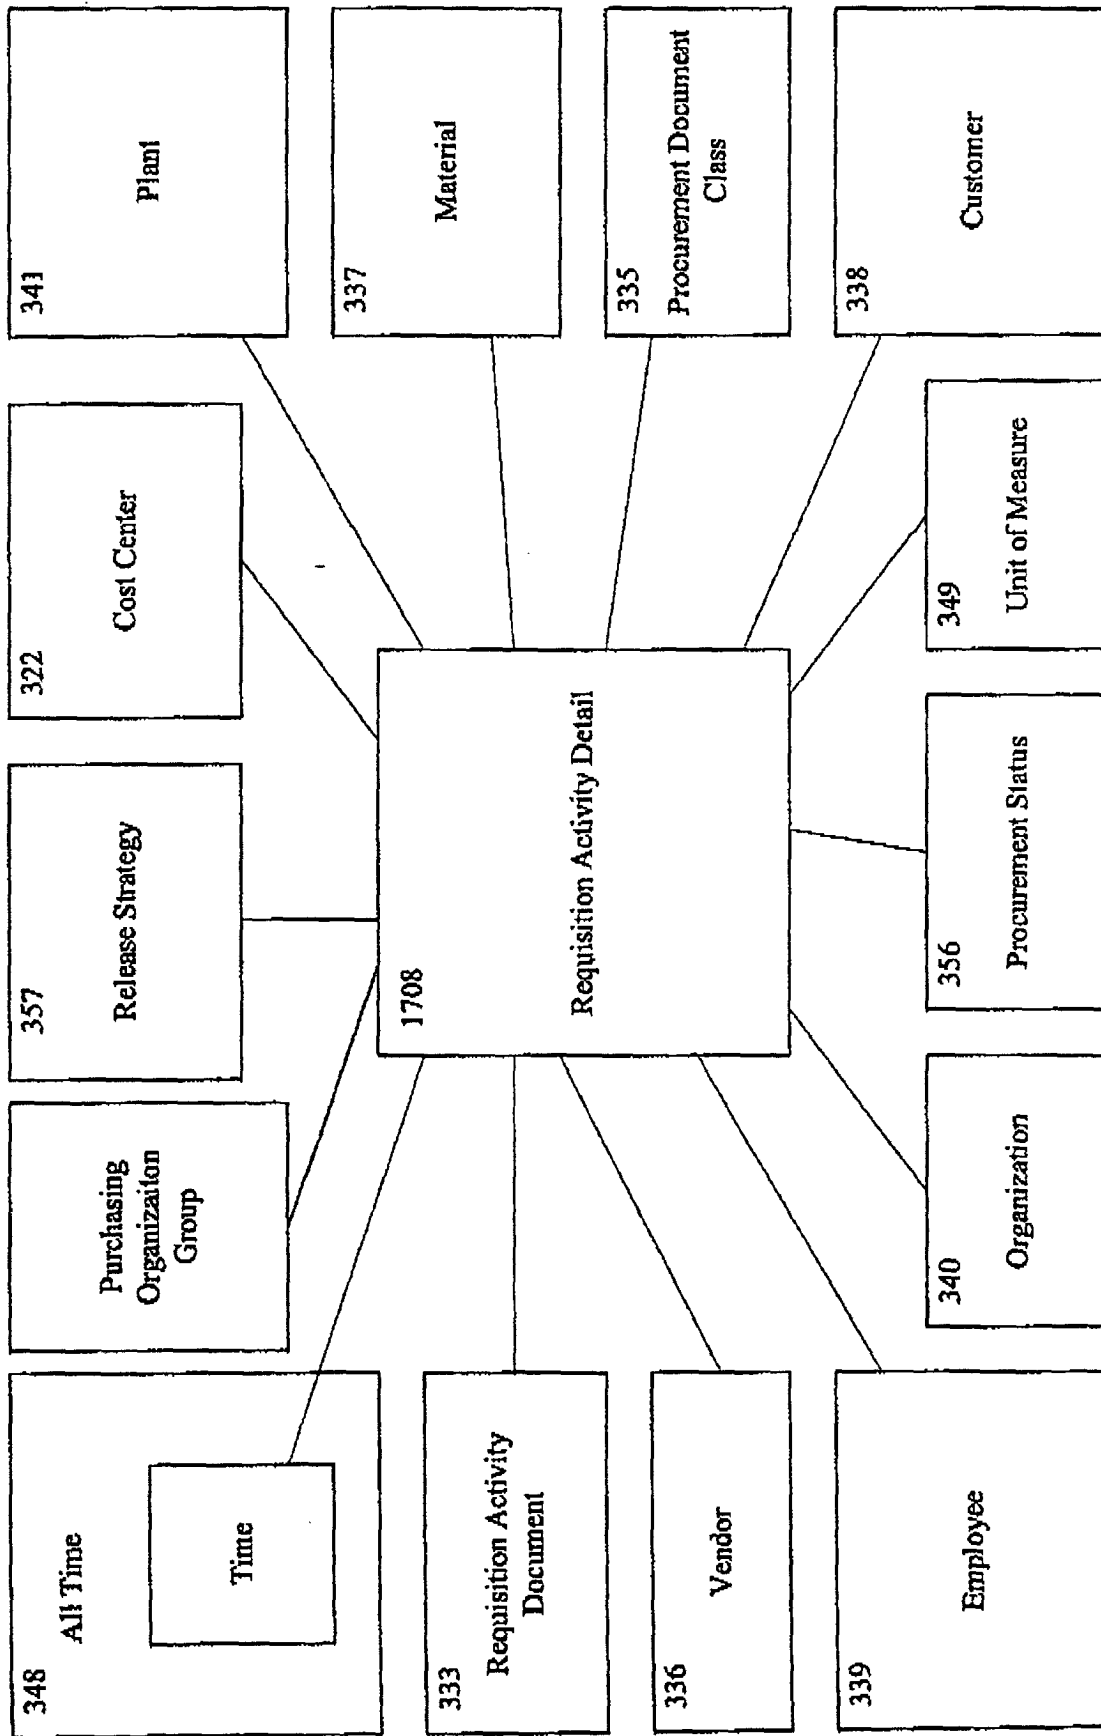 348
All Time
Time
Purchasing
Organizaiton
Group
357
Release Strategy
322
Cost Center
341
Plant
333
Requisition Activity
Document
1708
Requisition Activity Detail
337
Material
336
Vendor
335
Procurement Document
Class
339
Employee
340
Organization
356
Procurement Status
349
Unit of Measure
338
Customer